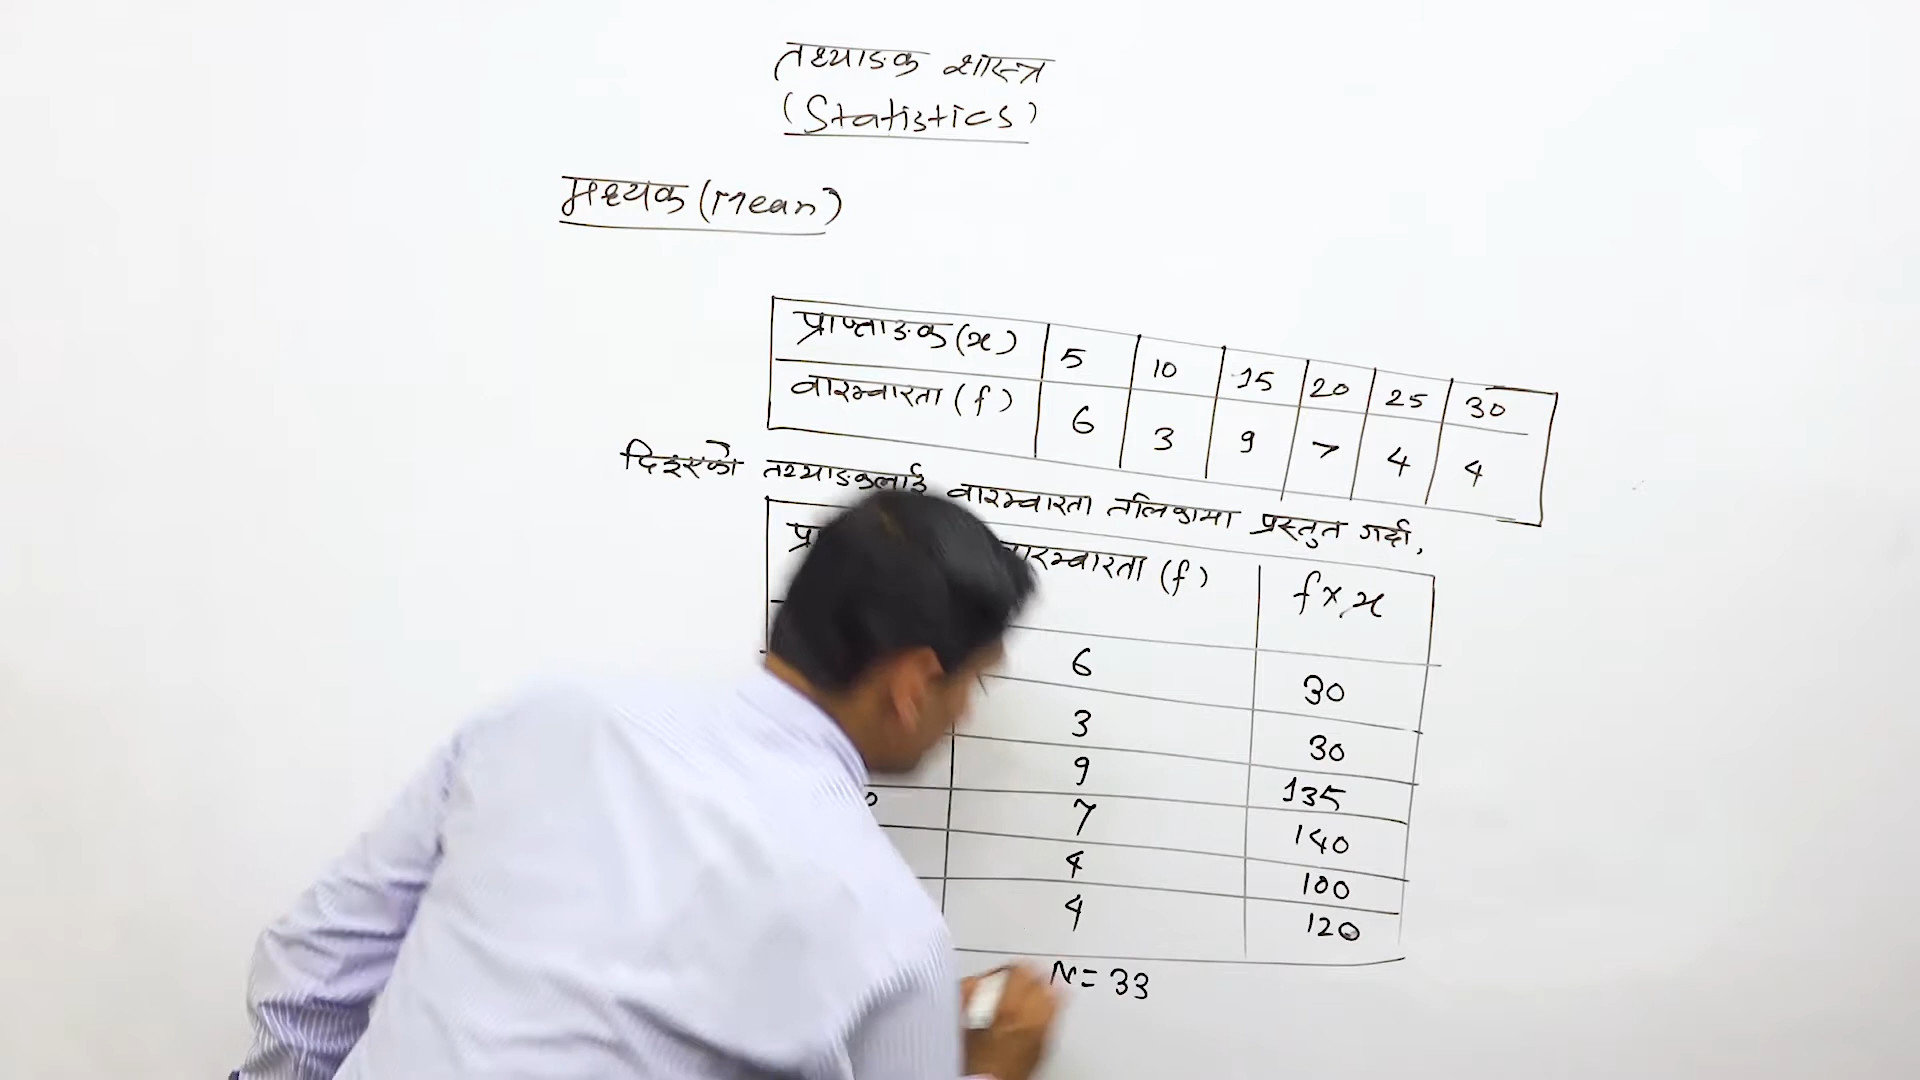 तथ्याङ्क शास्त्र
(Statistics)
मध्यक (Mean)
प्राप्ताङ्क (x) 5 10 15 20 25 30
वारम्वारता (f) 6 3 9 7 4 4
दिइएको तथ्याङ्कलाई वारम्वारता तालिकामा प्रस्तुत गर्दा,
वारम्वारता (f) f×x
6 30
3 30
9 135
7 140
4 100
4 120
N = 33